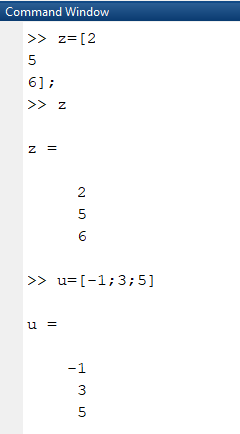 Command Window
>> z=[2
5
6];
>> z
z =
2
5
6
>> u=[-1;3;5]
u =
-1
3
5